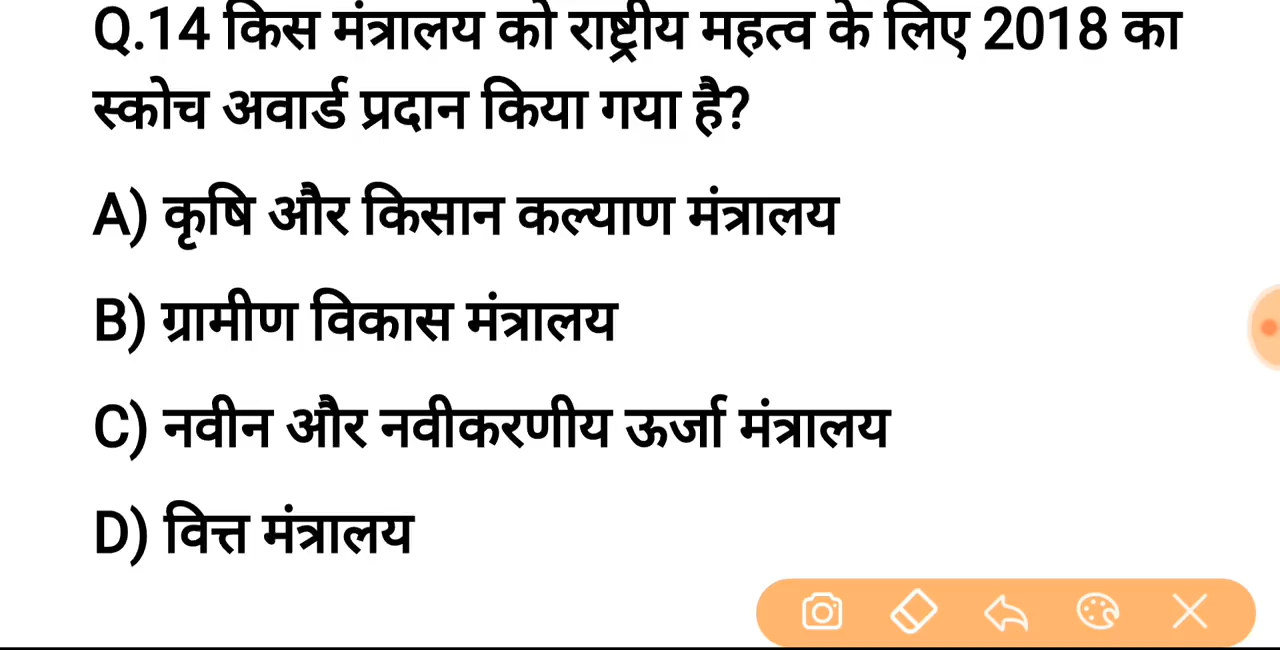 Q.14 किस मंत्रालय को राष्ट्रीय महत्व के लिए 2018 का
स्कोच अवार्ड प्रदान किया गया है?
A) कृषि और किसान कल्याण मंत्रालय
B) ग्रामीण विकास मंत्रालय
C) नवीन और नवीकरणीय ऊर्जा मंत्रालय
D) वित्त मंत्रालय